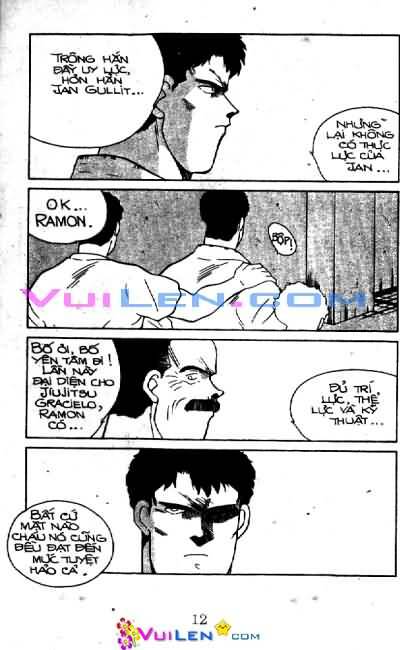 TRÔNG HẮN
ĐẦY UY LỰC,
HƠN HẲN
JAN GULLIT...
NHƯNG
LẠI KHÔNG
CÓ THỰC
LỰC CỦA
JAN...
OK...
RAMON.
BỘP!
VUILEN.COM
BỐ ƠI, BỐ
YÊN TÂM ĐI!
LẦN NÀY
ĐẠI DIỆN CHO
JIUJITSU
GRACIELO,
RAMON
CÓ...
ĐỦ TRÍ
LỰC, THỂ
LỰC VÀ KỸ
THUẬT...
BẤT CỨ
MẶT NÀO
CHÁU NÓ CŨNG
ĐỀU ĐẠT ĐẾN
MỨC TUYỆT
HẢO CẢ.
12
VUILEN.COM